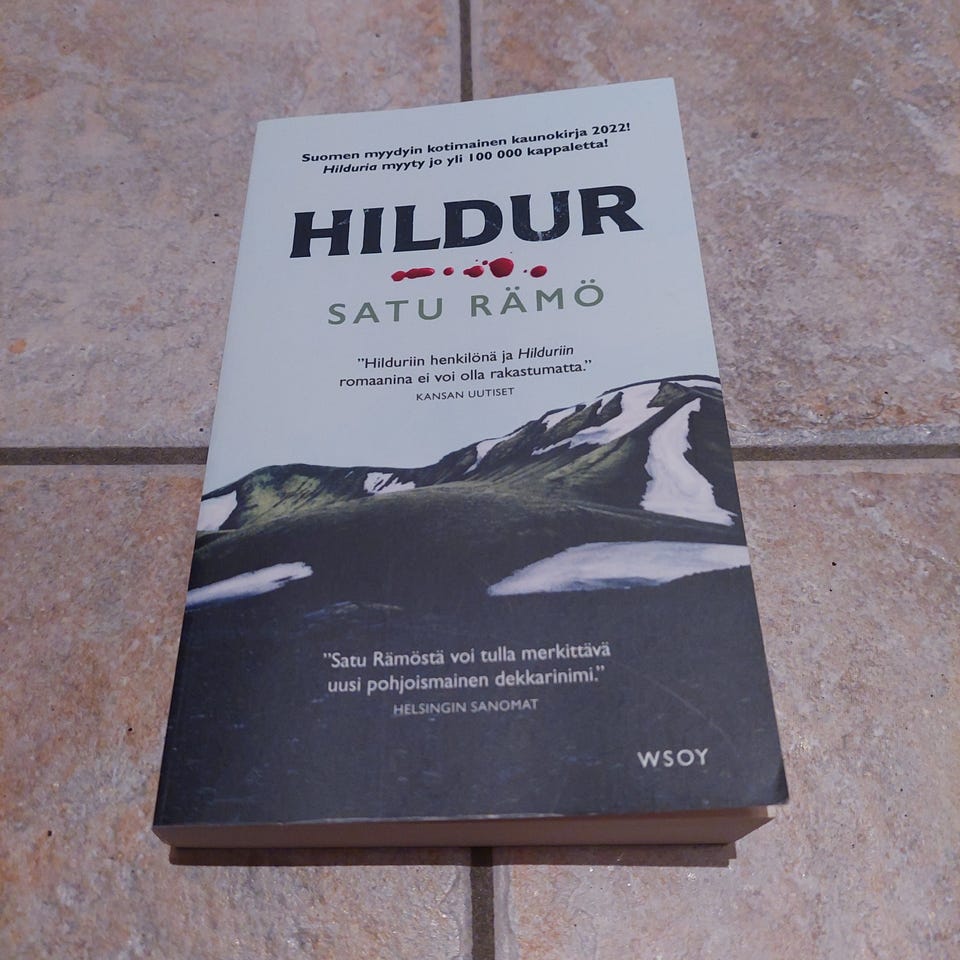 Suomen myydyin kotimainen kaunokirja 2022!
Hilduria myyty jo yli 100 000 kappaletta!
HILDUR
SATU RÄMÖ
”Hilduriin henkilönä ja Hilduriin
romaanina ei voi olla rakastumatta.”
KANSAN UUTISET
”Satu Rämöstä voi tulla merkittävä
uusi pohjoismainen dekkarinimi.”
HELSINGIN SANOMAT
WSOY